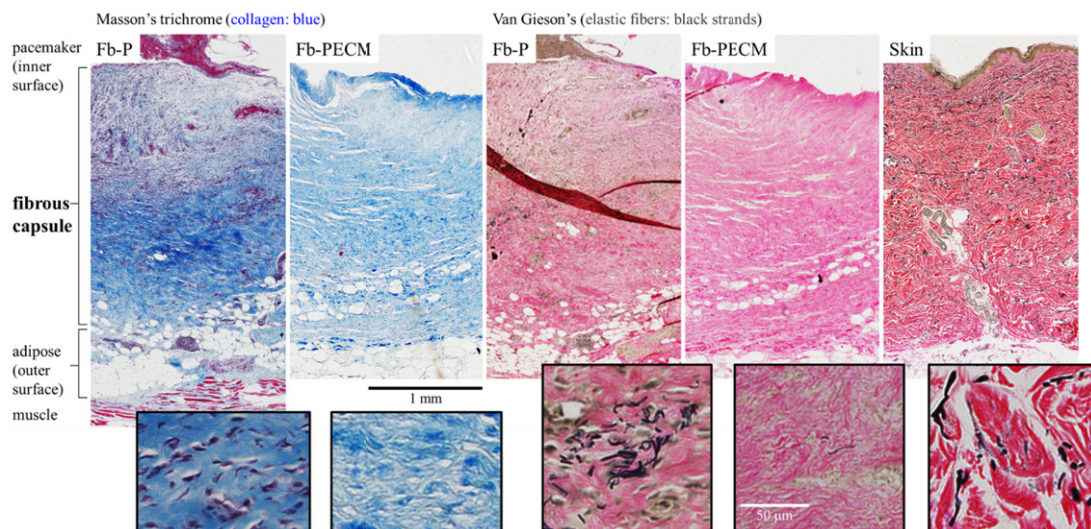 Masson's trichrome (collagen: blue)
Van Gieson's (elastic fibers: black strands)
pacemaker
(inner
surface)
Fb-P
Fb-PECM
Fb-P
Fb-PECM
Skin
fibrous
capsule
adipose
(outer
surface)
muscle
1 mm
50 µm